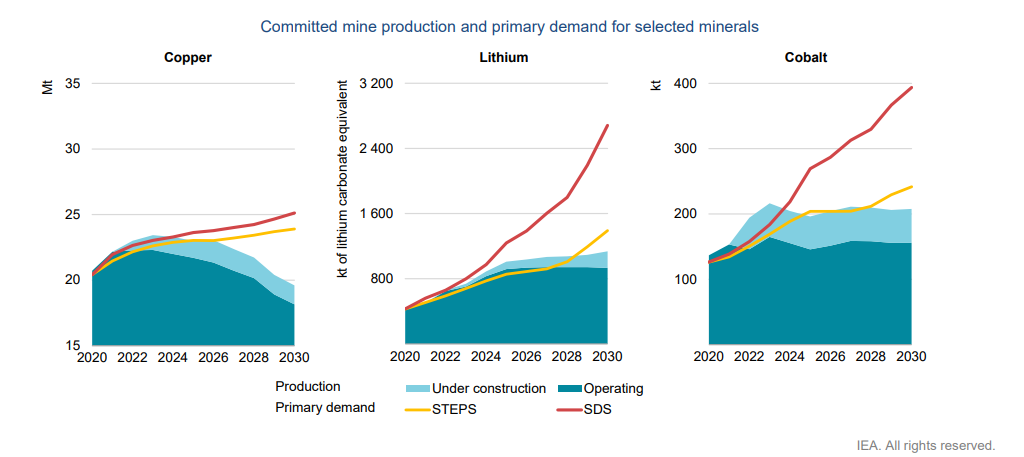 Committed mine production and primary demand for selected minerals
Copper
Mt
35
30
25
20
15
2020 2022 2024 2026 2028 2030
Lithium
kt of lithium carbonate equivalent
3 200
2 400
1 600
800
2020 2022 2024 2026 2028 2030
Cobalt
kt
400
300
200
100
2020 2022 2024 2026 2028 2030
Production Under construction Operating
Primary demand STEPS SDS
IEA. All rights reserved.